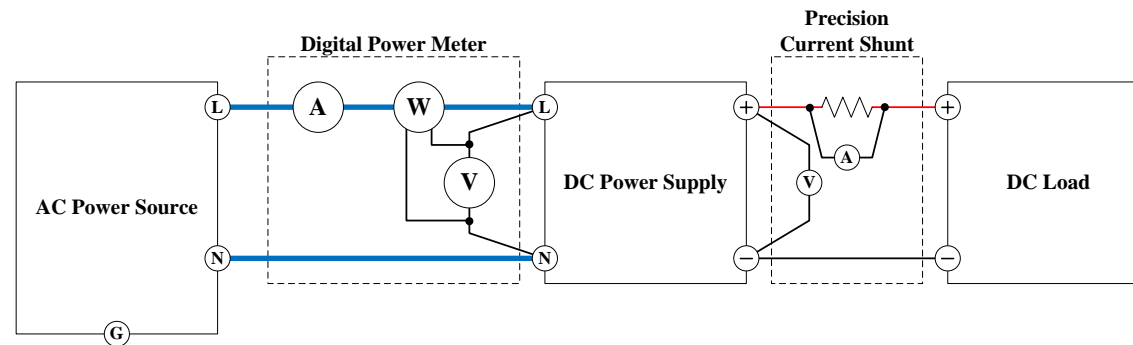 Precision
Current Shunt
Digital Power Meter
L
A
W
L
+
+
A
V
V
AC Power Source
DC Power Supply
DC Load
N
N
−
−
G